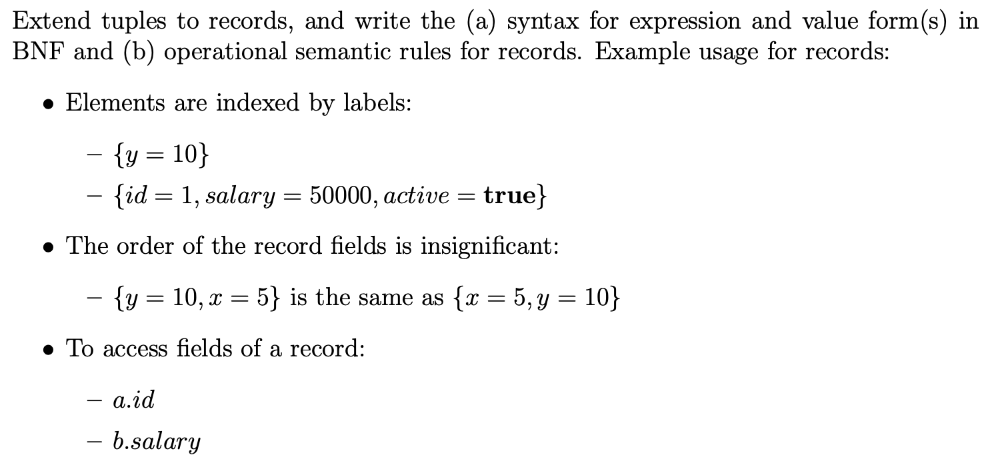 Extend tuples to records, and write the (a) syntax for expression and value form(s) in
BNF and (b) operational semantic rules for records. Example usage for records:
• Elements are indexed by labels:
– {y = 10}
– {id = 1, salary = 50000, active = true}
• The order of the record fields is insignificant:
– {y = 10, x = 5} is the same as {x = 5, y = 10}
• To access fields of a record:
– a.id
– b.salary